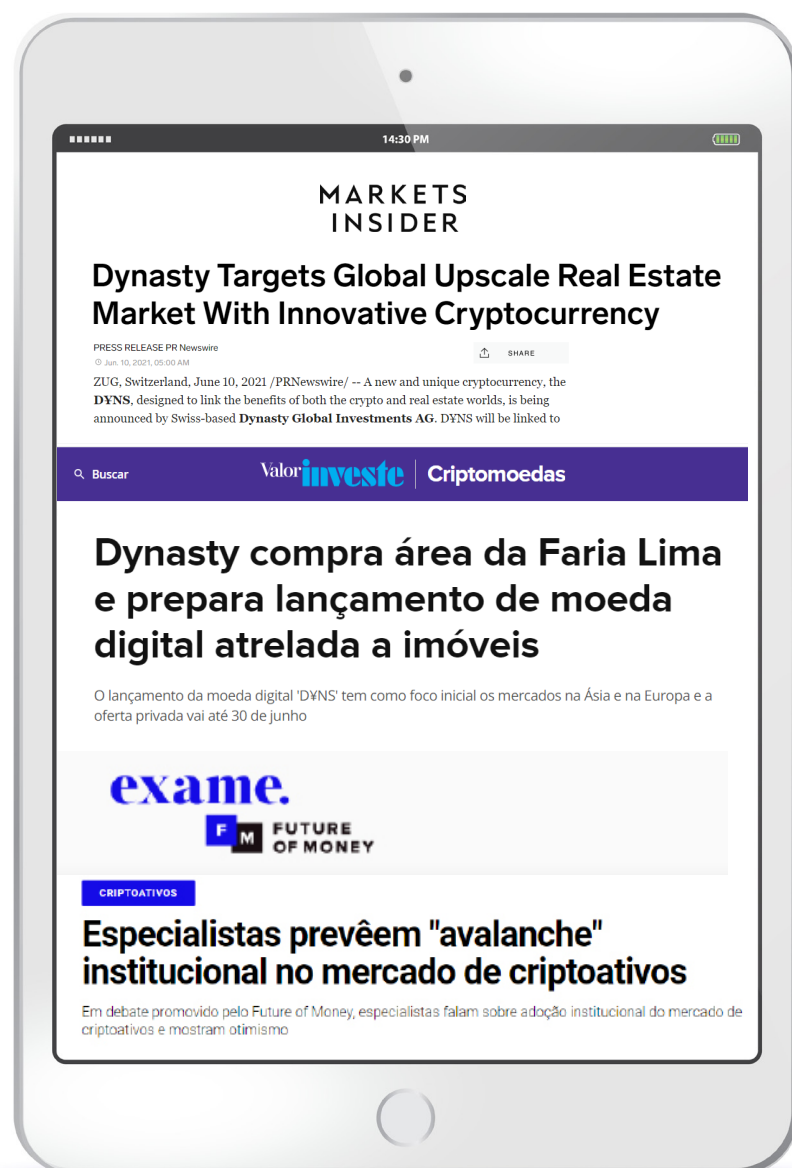 14:30 PM
MARKETS
INSIDER
Dynasty Targets Global Upscale Real Estate
Market With Innovative Cryptocurrency
PRESS RELEASE PR Newswire
Jun. 10, 2021, 05:00 AM
SHARE
ZUG, Switzerland, June 10, 2021 /PRNewswire/ -- A new and unique cryptocurrency, the
D¥NS, designed to link the benefits of both the crypto and real estate worlds, is being
announced by Swiss-based Dynasty Global Investments AG. D¥NS will be linked to
Buscar
Valor investe | Criptomoedas
Dynasty compra área da Faria Lima
e prepara lançamento de moeda
digital atrelada a imóveis
O lançamento da moeda digital 'D¥NS' tem como foco inicial os mercados na Ásia e na Europa e a
oferta privada vai até 30 de junho
exame.
F M FUTURE
OF MONEY
CRIPTOATIVOS
Especialistas prevêem "avalanche"
institucional no mercado de criptoativos
Em debate promovido pelo Future of Money, especialistas falam sobre adoção institucional do mercado de
criptoativos e mostram otimismo